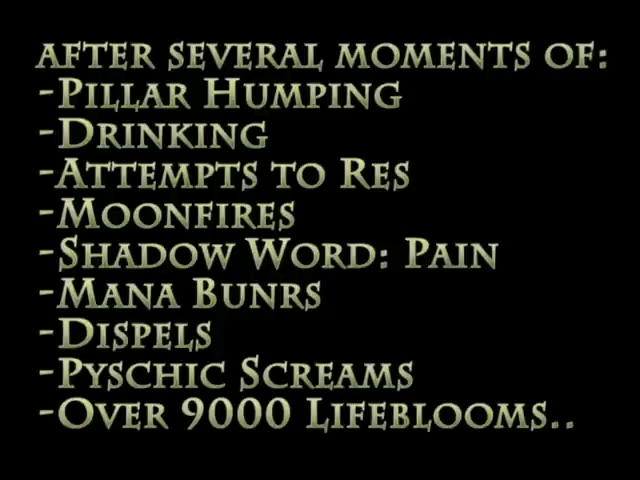 After several moments of:
-Pillar Humping
-Drinking
-Attempts to Res
-Moonfires
-Shadow Word: Pain
-Mana Bunrs
-Dispels
-Pyschic Screams
-Over 9000 Lifeblooms..